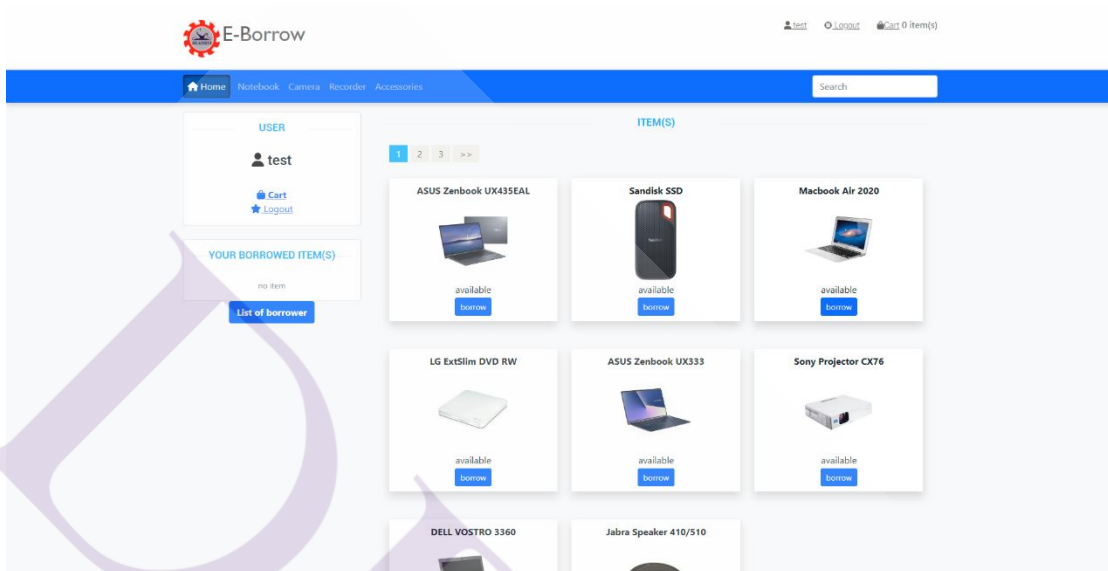 E-Borrow
test Logout Cart 0 item(s)
Home Notebook Camera Recorder Accessories Search
USER
test
Cart
Logout
YOUR BORROWED ITEM(S)
no item
List of borrower
ITEM(S)
1 2 3 >>
ASUS Zenbook UX435EAL Sandisk SSD Macbook Air 2020
available available available
borrow borrow borrow
LG ExtSlim DVD RW ASUS Zenbook UX333 Sony Projector CX76
available available available
borrow borrow borrow
DELL VOSTRO 3360 Jabra Speaker 410/510